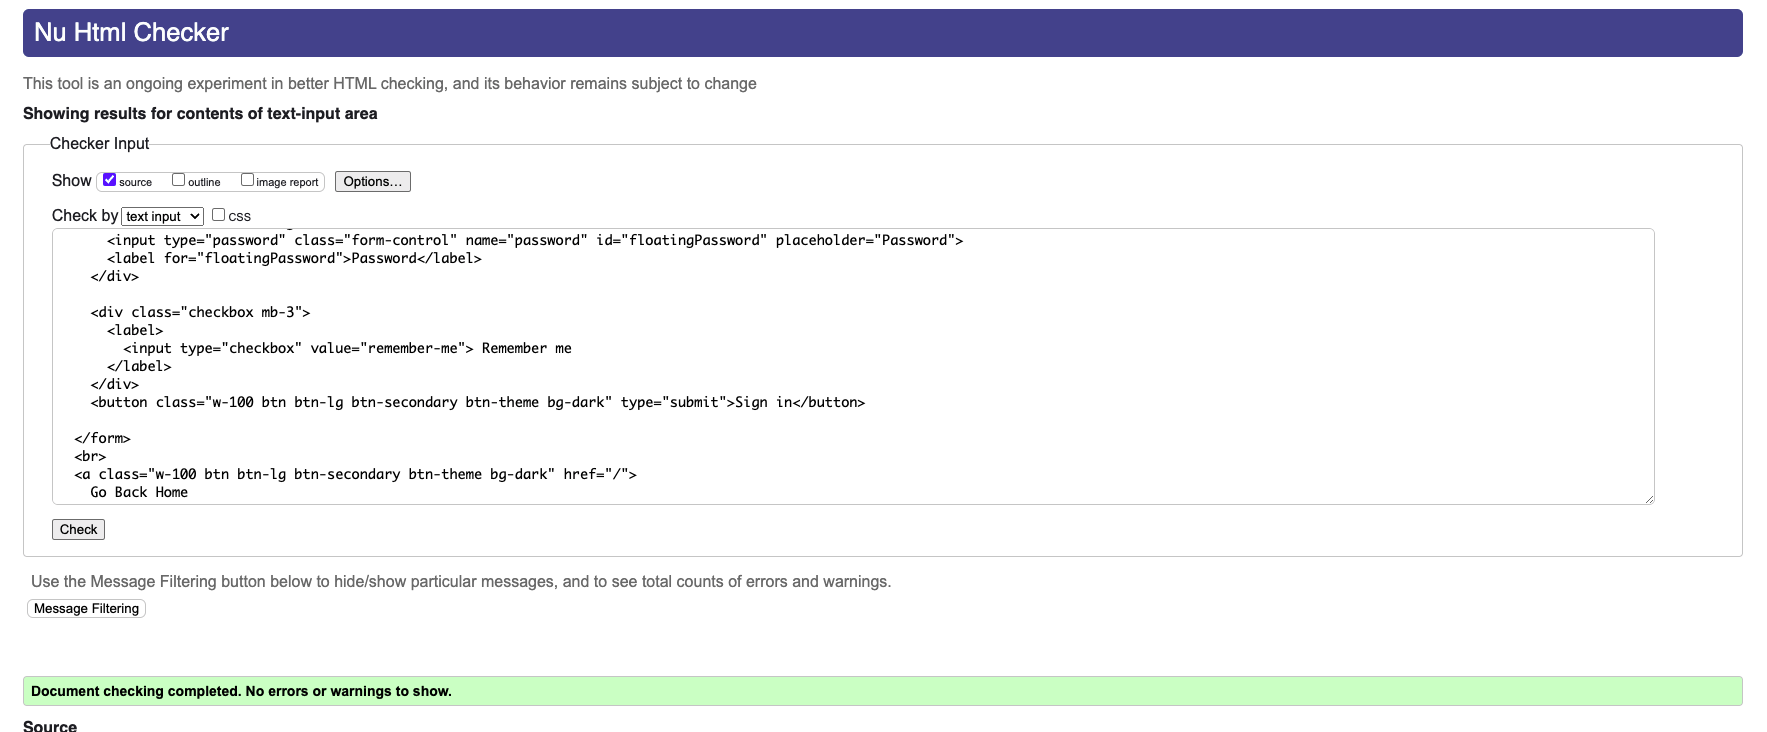 Nu Html Checker
This tool is an ongoing experiment in better HTML checking, and its behavior remains subject to change
Showing results for contents of text-input area
Checker Input
Show source outline image report Options...
Check by text input CSS
<input type="password" class="form-control" name="password" id="floatingPassword" placeholder="Password">
<label for="floatingPassword">Password</label>
</div>
<div class="checkbox mb-3">
<label>
<input type="checkbox" value="remember-me"> Remember me
</label>
</div>
<button class="w-100 btn btn-lg btn-secondary btn-theme bg-dark" type="submit">Sign in</button>
</form>
<br>
<a class="w-100 btn btn-lg btn-secondary btn-theme bg-dark" href="/">
Go Back Home
Check
Use the Message Filtering button below to hide/show particular messages, and to see total counts of errors and warnings.
Message Filtering
Document checking completed. No errors or warnings to show.
Source